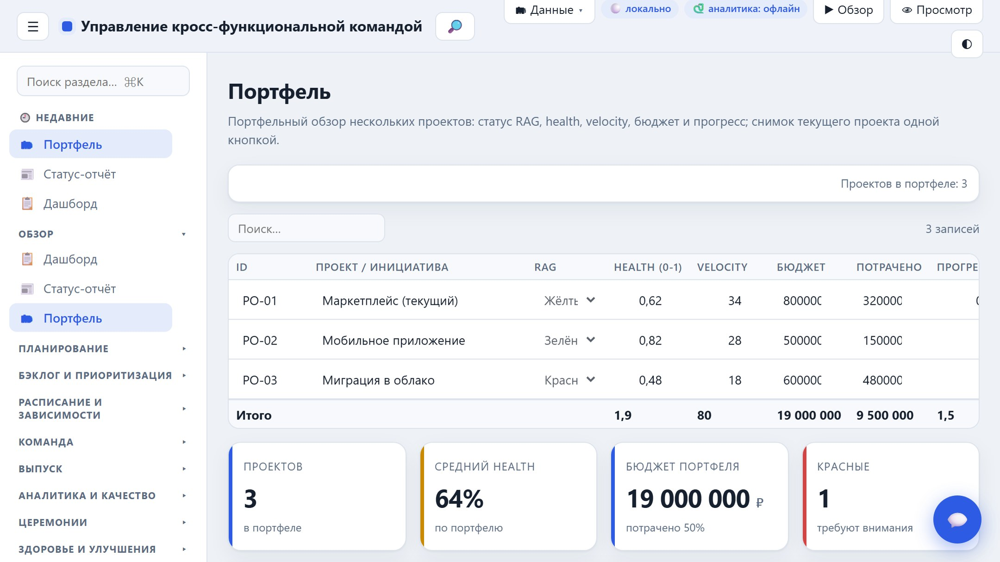 ☰ Управление кросс-функциональной командой
Данные ▾
локально
аналитика: офлайн
▶ Обзор
Просмотр
Поиск раздела... ⌘K
НЕДАВНИЕ
Портфель
Статус-отчёт
Дашборд
ОБЗОР ▾
Дашборд
Статус-отчёт
Портфель
ПЛАНИРОВАНИЕ ▸
БЭКЛОГ И ПРИОРИТИЗАЦИЯ ▸
РАСПИСАНИЕ И
ЗАВИСИМОСТИ ▸
КОМАНДА ▸
ВЫПУСК ▸
АНАЛИТИКА И КАЧЕСТВО ▸
ЦЕРЕМОНИИ ▸
ЗДОРОВЬЕ И УЛУЧШЕНИЯ ▸
Портфель
Портфельный обзор нескольких проектов: статус RAG, health, velocity, бюджет и прогресс; снимок текущего проекта одной
кнопкой.
Проектов в портфеле: 3
Поиск...
3 записей
ID ПРОЕКТ / ИНИЦИАТИВА RAG HEALTH (0-1) VELOCITY БЮДЖЕТ ПОТРАЧЕНО ПРОГРЕ
PO-01 Маркетплейс (текущий) Жёлть 0,62 34 800000 320000
PO-02 Мобильное приложение Зелён 0,82 28 500000 150000
PO-03 Миграция в облако Красн 0,48 18 600000 480000
Итого 1,9 80 19 000 000 9 500 000 1,5
ПРОЕКТОВ
3
в портфеле
СРЕДНИЙ HEALTH
64%
по портфелю
БЮДЖЕТ ПОРТФЕЛЯ
19 000 000 ₽
потрачено 50%
КРАСНЫЕ
1
требуют внимания